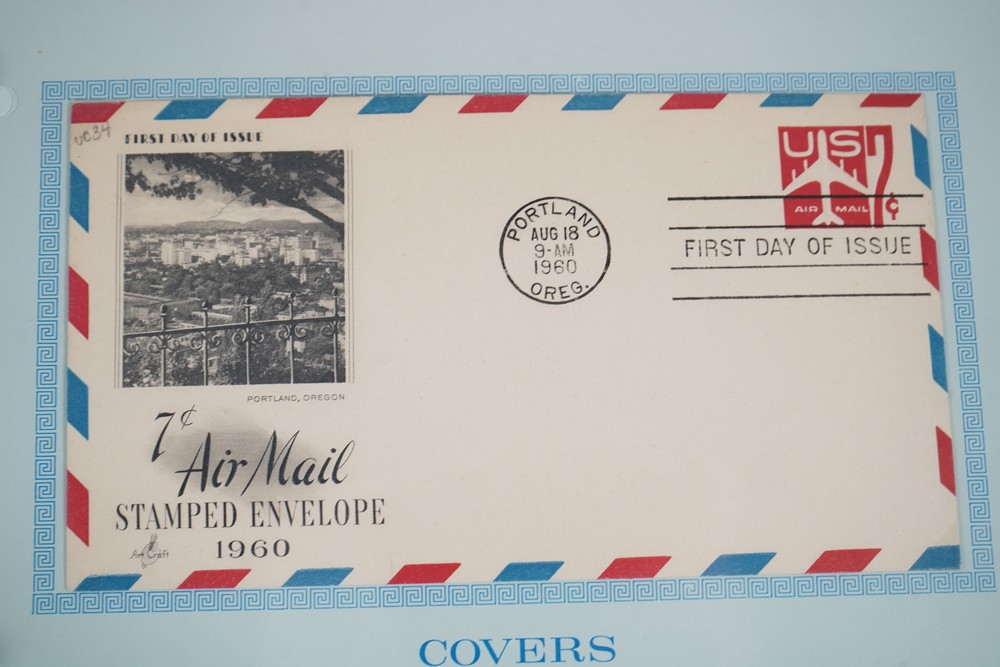 UC34
FIRST DAY OF ISSUE
PORTLAND, OREGON
7¢
Air Mail
STAMPED ENVELOPE
1960
Art Craft
PORTLAND
AUG 18
9-AM
1960
OREG.
US 7¢
AIR MAIL
FIRST DAY OF ISSUE
COVERS